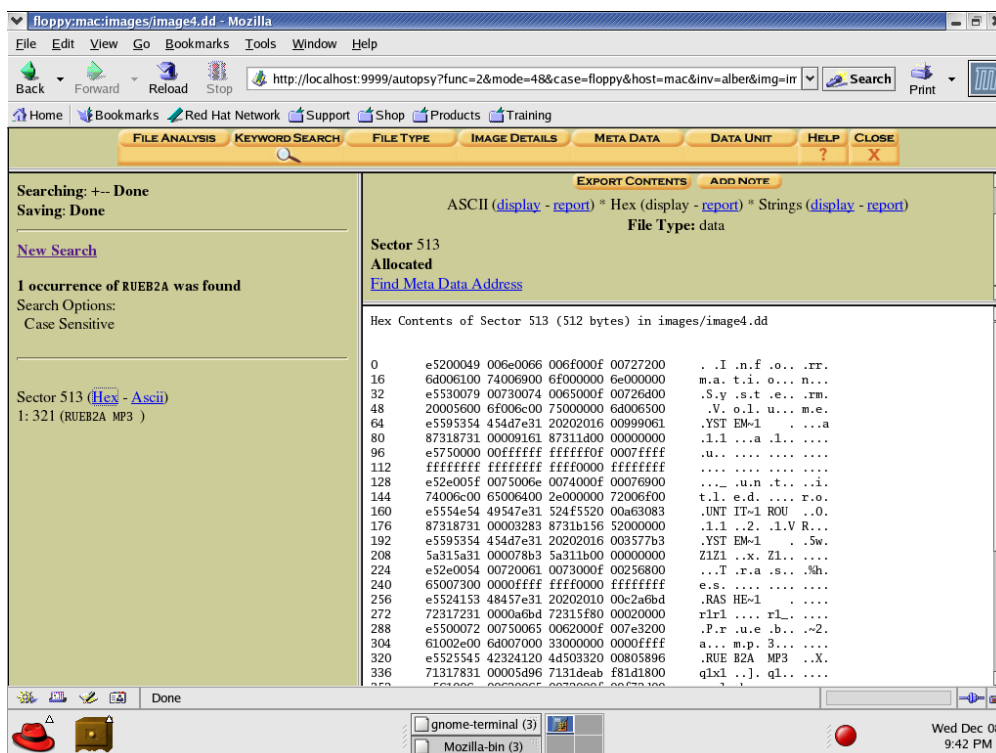 floppy:mac:images/image4.dd - Mozilla
File Edit View Go Bookmarks Tools Window Help
Back Forward Reload Stop http://localhost:9999/autopsy?func=2&mode=48&case=floppy&host=mac&inv=alber&img=im Search Print
Home Bookmarks Red Hat Network Support Shop Products Training
FILE ANALYSIS KEYWORD SEARCH FILE TYPE IMAGE DETAILS META DATA DATA UNIT HELP CLOSE
? X
Searching: +-- Done
Saving: Done
New Search
1 occurrence of RUEB2A was found
Search Options:
Case Sensitive
Sector 513 (Hex - Ascii)
1: 321 (RUEB2A MP3 )
EXPORT CONTENTS ADD NOTE
ASCII (display - report) * Hex (display - report) * Strings (display - report)
File Type: data
Sector 513
Allocated
Find Meta Data Address
Hex Contents of Sector 513 (512 bytes) in images/image4.dd
0 e5200049 006e0066 006f000f 00727200 . .I .n.f .o.. .rr.
16 6d006100 74006900 6f000000 6e000000 m.a. t.i. o... n...
32 e5530079 00730074 0065000f 00726d00 .S.y .s.t .e.. .rm.
48 20005600 6f006c00 75000000 6d006500 .V. o.l. u... m.e.
64 e5595354 454d7e31 20202016 00999061 .YST EM~1 . ...a
80 87318731 00009161 87311d00 00000000 .1.1 ...a .1.. ....
96 e5750000 00ffffff ffffff0f 0007ffff .u.. .... .... ....
112 ffffffff ffffffff ffff0000 ffffffff .... .... .... ....
128 e52e005f 0075006e 0074000f 00076900 ..._ .u.n .t.. ..i.
144 74006c00 65006400 2e000000 72006f00 t.l. e.d. .... r.o.
160 e5554e54 49547e31 524f5520 00a63083 .UNT IT~1 ROU ..0.
176 87318731 00003283 8731b156 52000000 .1.1 ..2. .1.V R...
192 e5595354 454d7e31 20202016 003577b3 .YST EM~1 . .5w.
208 5a315a31 000078b3 5a311b00 00000000 Z1Z1 ..x. Z1.. ....
224 e52e0054 00720061 0073000f 00256800 ...T .r.a .s.. .%h.
240 65007300 0000ffff ffff0000 ffffffff e.s. .... .... ....
256 e5524153 48457e31 20202010 00c2a6bd .RAS HE~1 . ....
272 72317231 0000a6bd 72315f80 00020000 r1r1 .... r1_. ....
288 e5500072 00750065 0062000f 007e3200 .P.r .u.e .b.. .~2.
304 61002e00 6d007000 33000000 0000ffff a... m.p. 3... ....
320 e5525545 42324120 4d503320 00805896 .RUE B2A MP3 ..X.
336 71317831 00005d96 7131deab f81d1800 q1x1 ..]. q1.. ....
Done
gnome-terminal (3)
Mozilla-bin (3)
Wed Dec 0
9:42 PM